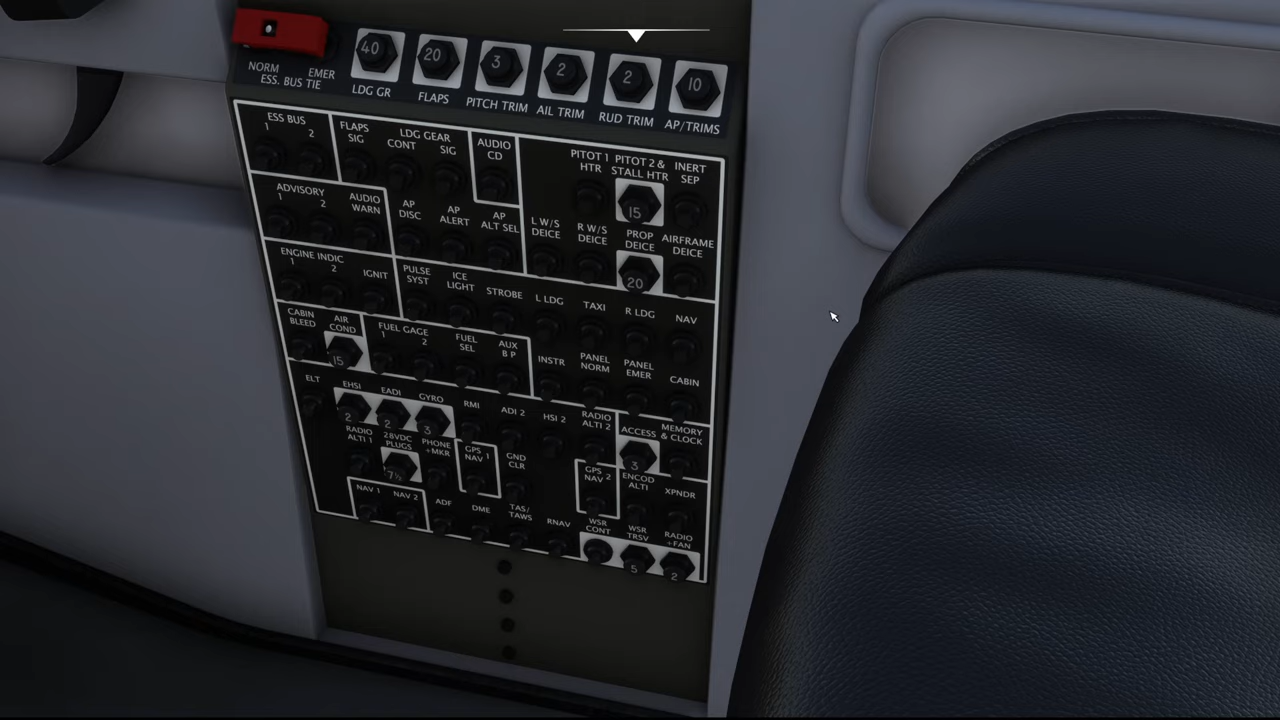 40 20 3 2 2 10
NORM EMER
ESS. BUS TIE
LDG GR FLAPS PITCH TRIM AIL TRIM RUD TRIM AP/TRIMS
ESS BUS
1 2
FLAPS
SIG
LDG GEAR
CONT SIG
AUDIO
CD
PITOT 1
HTR
PITOT 2 &
STALL HTR
INERT
SEP
15
ADVISORY
1 2
AUDIO
WARN
AP
DISC
AP
ALERT
AP
ALT SEL
L W/S
DEICE
R W/S
DEICE
PROP
DEICE
AIRFRAME
DEICE
20
ENGINE INDIC
1 2
IGNIT
PULSE
SYST
ICE
LIGHT
STROBE
L LDG
TAXI
R LDG
NAV
CABIN
BLEED
AIR
COND
15
FUEL GAGE
1 2
FUEL
SEL
AUX
B P
INSTR
PANEL
NORM
PANEL
EMER
CABIN
ELT
EHSI
EADI
GYRO
RMI
ADI 2
HSI 2
RADIO
ALTI 2
ACCESS
MEMORY
& CLOCK
2 2 3
3
RADIO
ALTI 1
28VDC
PLUGS
PHONE
+MKR
GPS 1
NAV
GND
CLR
GPS 2
NAV
ENCOD
ALTI
XPNDR
7½
NAV 1
NAV 2
ADF
DME
TAS/
TAWS
RNAV
WSR
CONT
WSR
TRSV
RADIO
+FAN
5 2